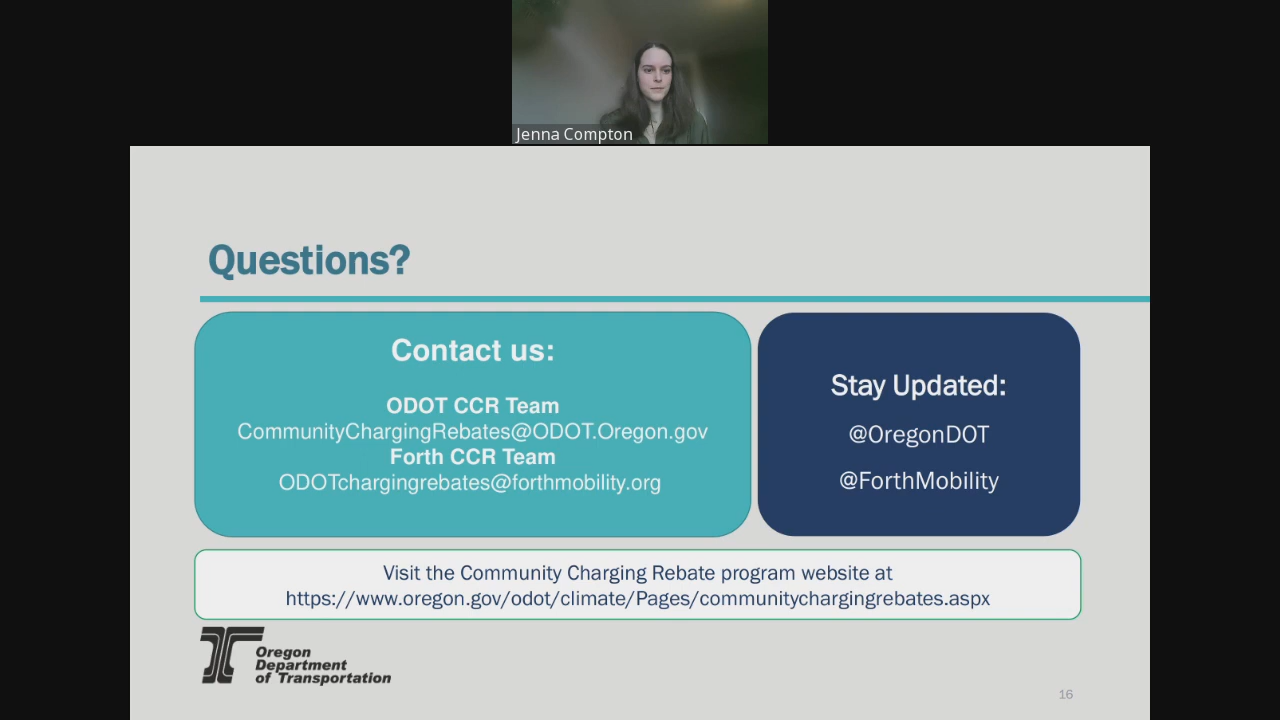 Jenna Compton
Questions?
Contact us:
ODOT CCR Team
CommunityChargingRebates@ODOT.Oregon.gov
Forth CCR Team
ODOTchargingrebates@forthmobility.org
Stay Updated:
@OregonDOT
@ForthMobility
Visit the Community Charging Rebate program website at
https://www.oregon.gov/odot/climate/Pages/communitychargingrebates.aspx
Oregon
Department
of Transportation
16